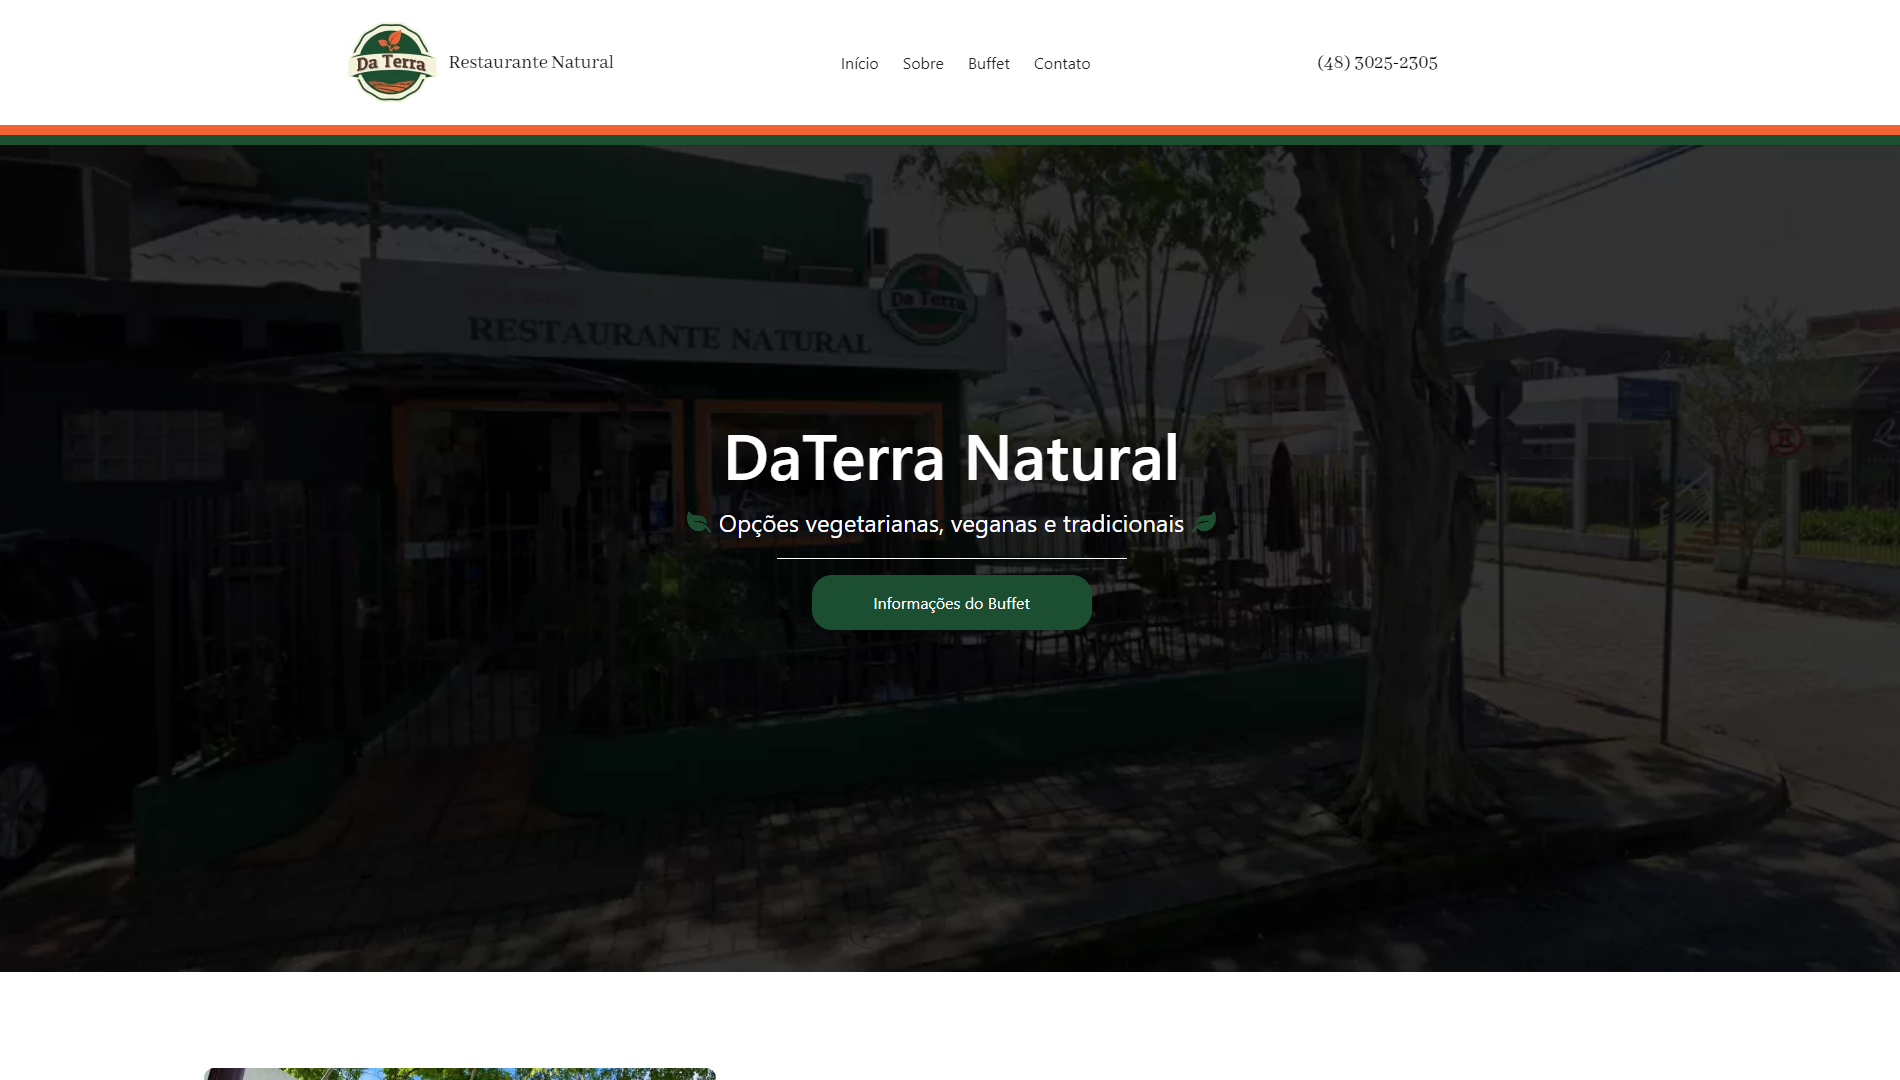 Da Terra
Restaurante Natural
Início
Sobre
Buffet
Contato
(48) 3025-2305
Da Terra
RESTAURANTE NATURAL
DaTerra Natural
Opções vegetarianas, veganas e tradicionais
Informações do Buffet